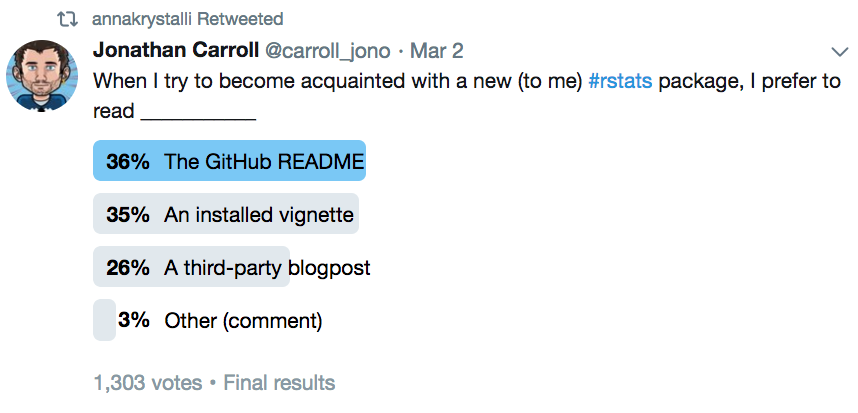 annakrystalli Retweeted
Jonathan Carroll @carroll_jono · Mar 2
When I try to become acquainted with a new (to me) #rstats package, I prefer to
read ___________
36% The GitHub README
35% An installed vignette
26% A third-party blogpost
3% Other (comment)
1,303 votes • Final results